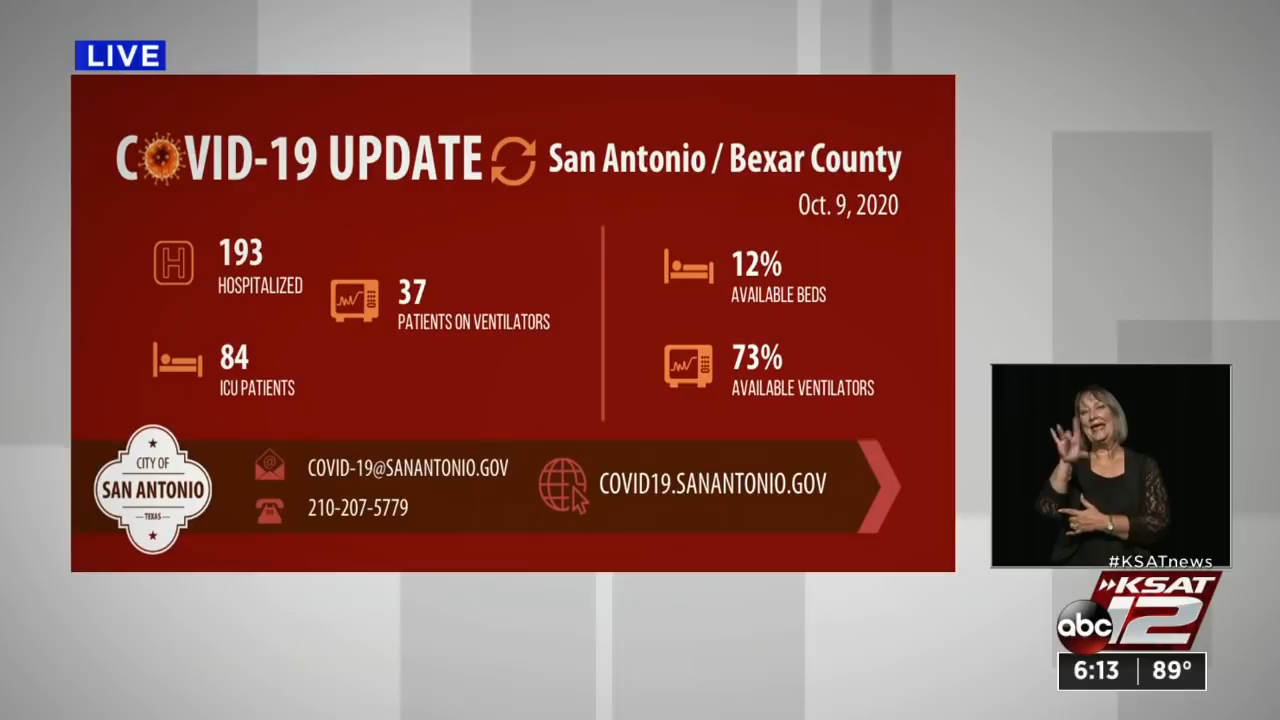 LIVE
COVID-19 UPDATE
San Antonio / Bexar County
Oct. 9, 2020
193
HOSPITALIZED
37
PATIENTS ON VENTILATORS
84
ICU PATIENTS
12%
AVAILABLE BEDS
73%
AVAILABLE VENTILATORS
CITY OF
SAN ANTONIO
TEXAS
COVID-19@SANANTONIO.GOV
210-207-5779
COVID19.SANANTONIO.GOV
#KSATnews
KSAT
abc 12
6:13 89°